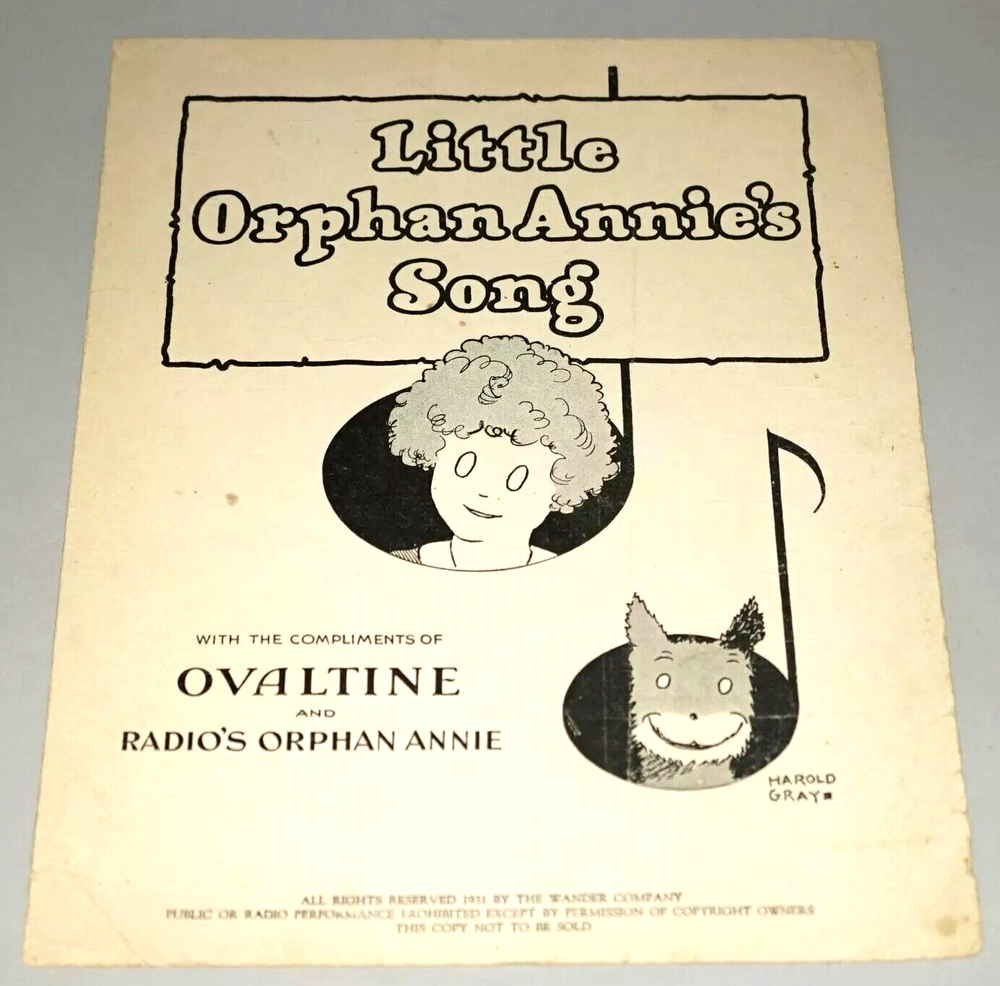 Little
Orphan Annie's
Song
WITH THE COMPLIMENTS OF
OVALTINE
AND
RADIO'S ORPHAN ANNIE
HAROLD
GRAY
ALL RIGHTS RESERVED 1931 BY THE WANDER COMPANY
PUBLIC OR RADIO PERFORMANCE PROHIBITED EXCEPT BY PERMISSION OF COPYRIGHT OWNERS
THIS COPY NOT TO BE SOLD